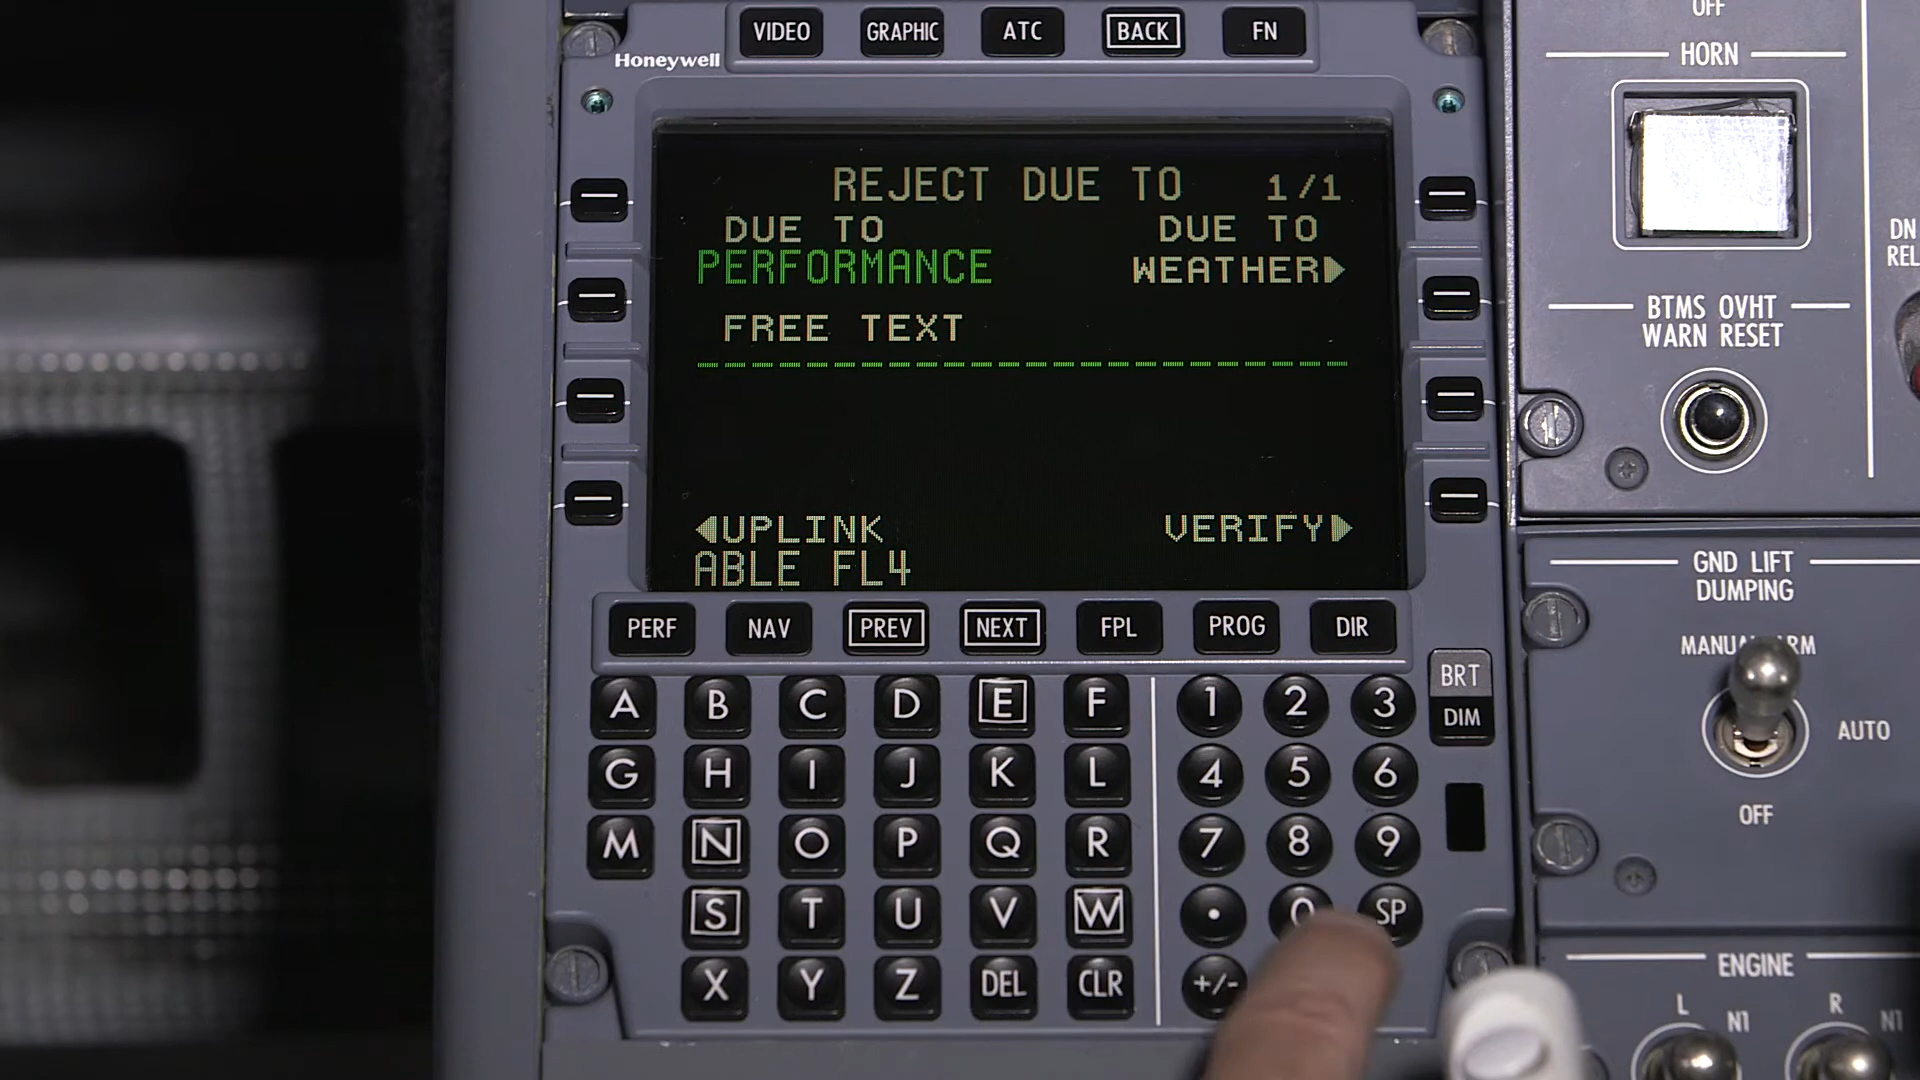 VIDEO GRAPHIC ATC BACK FN
Honeywell
REJECT DUE TO 1/1
DUE TO DUE TO
PERFORMANCE WEATHER
FREE TEXT
UPLINK VERIFY
ABLE FL4
PERF NAV PREV NEXT FPL PROG DIR
BRT
DIM
A B C D E F 1 2 3
G H I J K L 4 5 6
M N O P Q R 7 8 9
S T U V W . 0 SP
X Y Z DEL CLR +/-
OFF
HORN
DN
REL
BTMS OVHT
WARN RESET
GND LIFT
DUMPING
AUTO
OFF
ENGINE
L N1 R N1